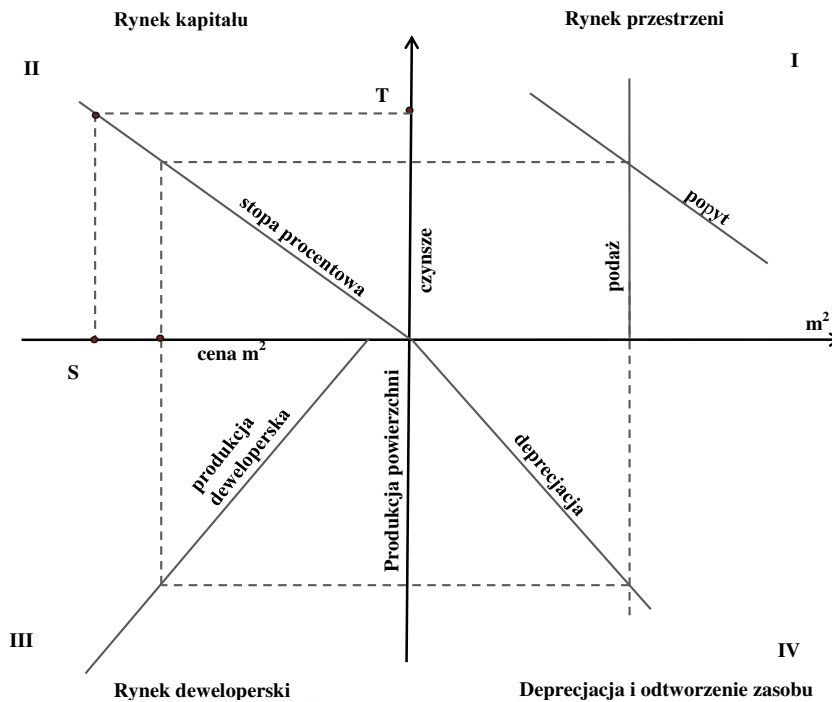 Rynek kapitału
Rynek przestrzeni
II
I
T
popyt
stopa procentowa
czynsze
podaż
m²
cena m²
S
produkcja
deweloperska
Produkcja powierzchni
deprecjacja
III
IV
Rynek deweloperski
Deprecjacja i odtworzenie zasobu